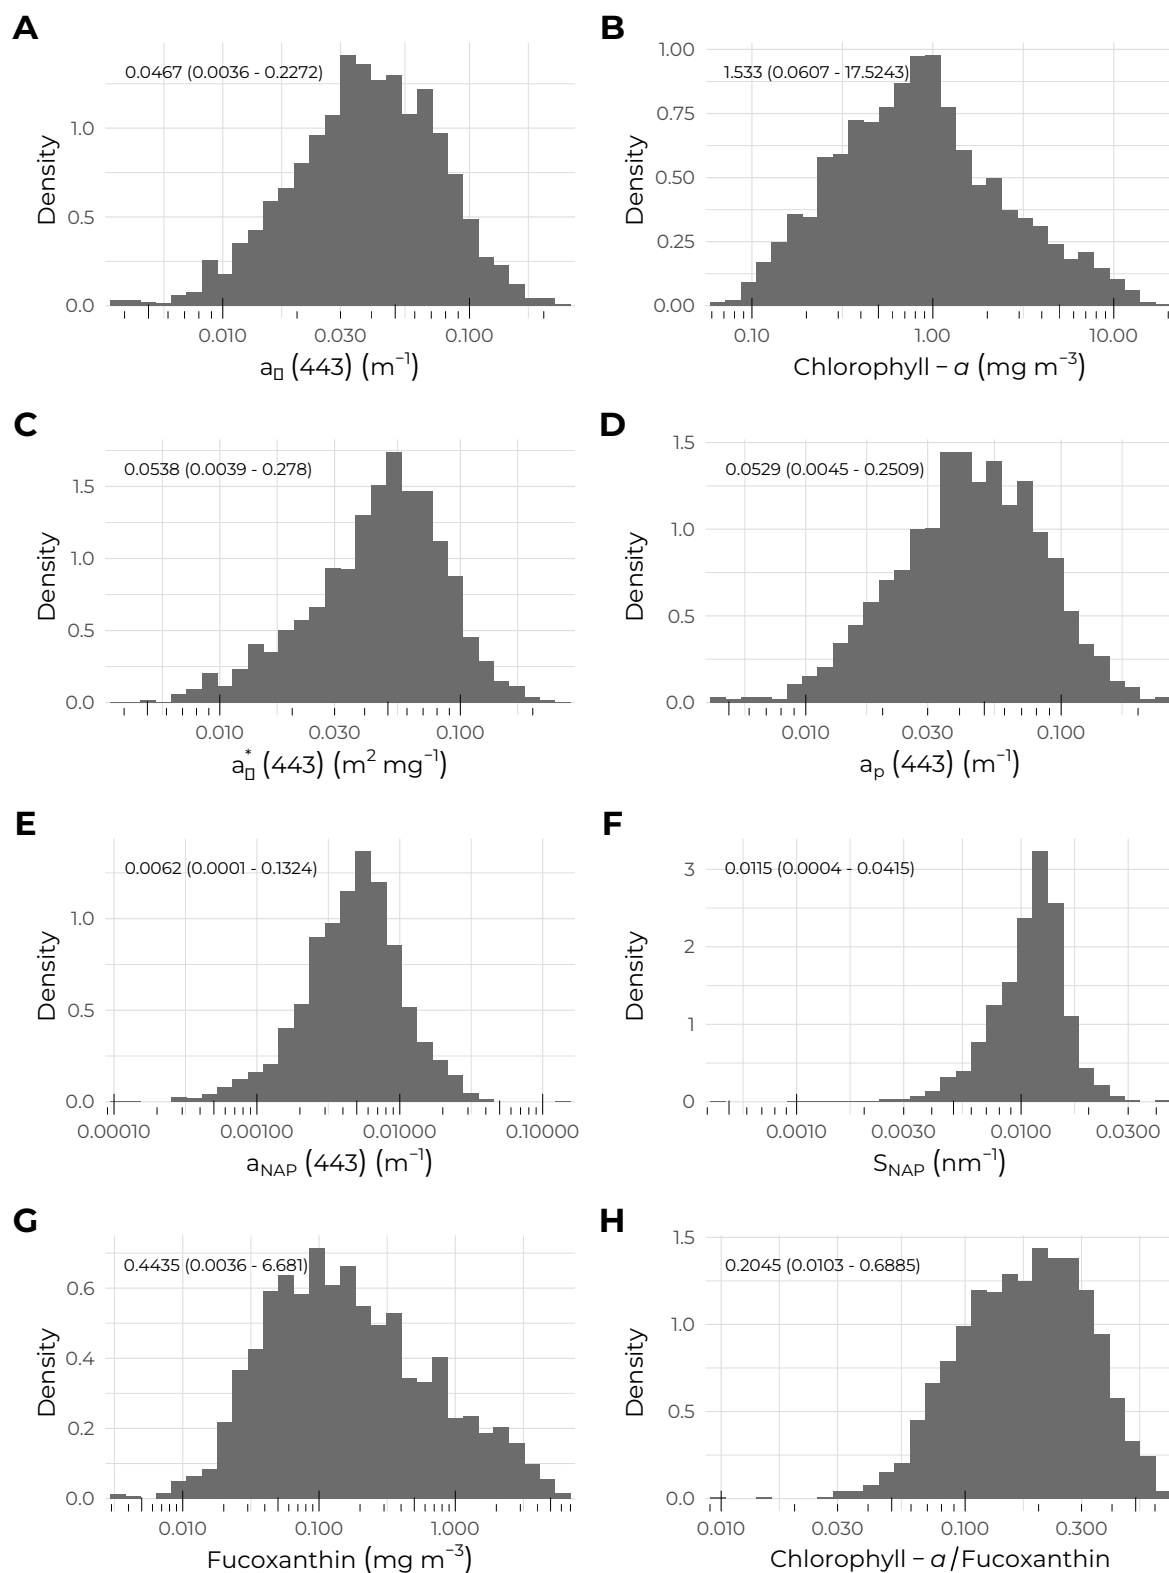 A
0.0467 (0.0036 - 0.2272)
1.0
0.5
0.0
Density
0.010 0.030 0.100
a▯ (443) (m⁻¹)
B
1.533 (0.0607 - 17.5243)
1.00
0.75
0.50
0.25
0.00
Density
0.10 1.00 10.00
Chlorophyll – a (mg m⁻³)
C
0.0538 (0.0039 - 0.278)
1.5
1.0
0.5
0.0
Density
0.010 0.030 0.100
a▯* (443) (m² mg⁻¹)
D
0.0529 (0.0045 - 0.2509)
1.5
1.0
0.5
0.0
Density
0.010 0.030 0.100
aₚ (443) (m⁻¹)
E
0.0062 (0.0001 - 0.1324)
1.0
0.5
0.0
Density
0.00010 0.00100 0.01000 0.10000
a_NAP (443) (m⁻¹)
F
0.0115 (0.0004 - 0.0415)
3
2
1
0
Density
0.0010 0.0030 0.0100 0.0300
S_NAP (nm⁻¹)
G
0.4435 (0.0036 - 6.681)
0.6
0.4
0.2
0.0
Density
0.010 0.100 1.000
Fucoxanthin (mg m⁻³)
H
0.2045 (0.0103 - 0.6885)
1.5
1.0
0.5
0.0
Density
0.010 0.030 0.100 0.300
Chlorophyll – a/Fucoxanthin